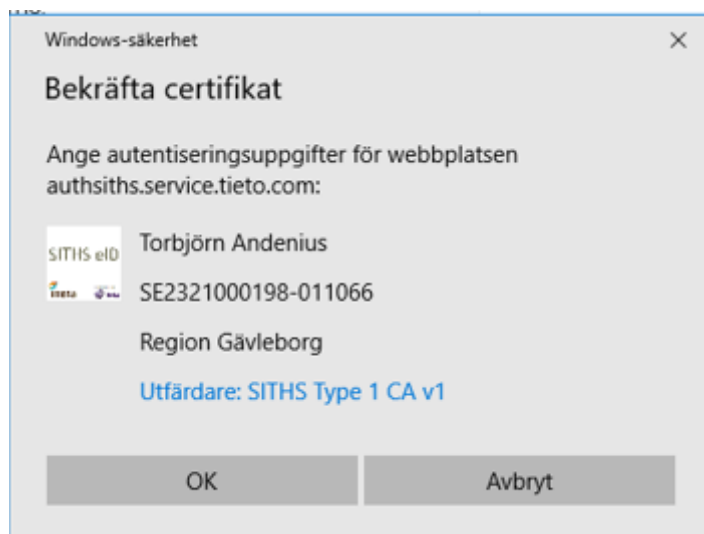 Windows-säkerhet
Bekräfta certifikat
Ange autentiseringsuppgifter för webbplatsen
authsiths.service.tieto.com:
SITHS eID
inera
Torbjörn Andenius
SE2321000198-011066
Region Gävleborg
Utfärdare: SITHS Type 1 CA v1
OK
Avbryt